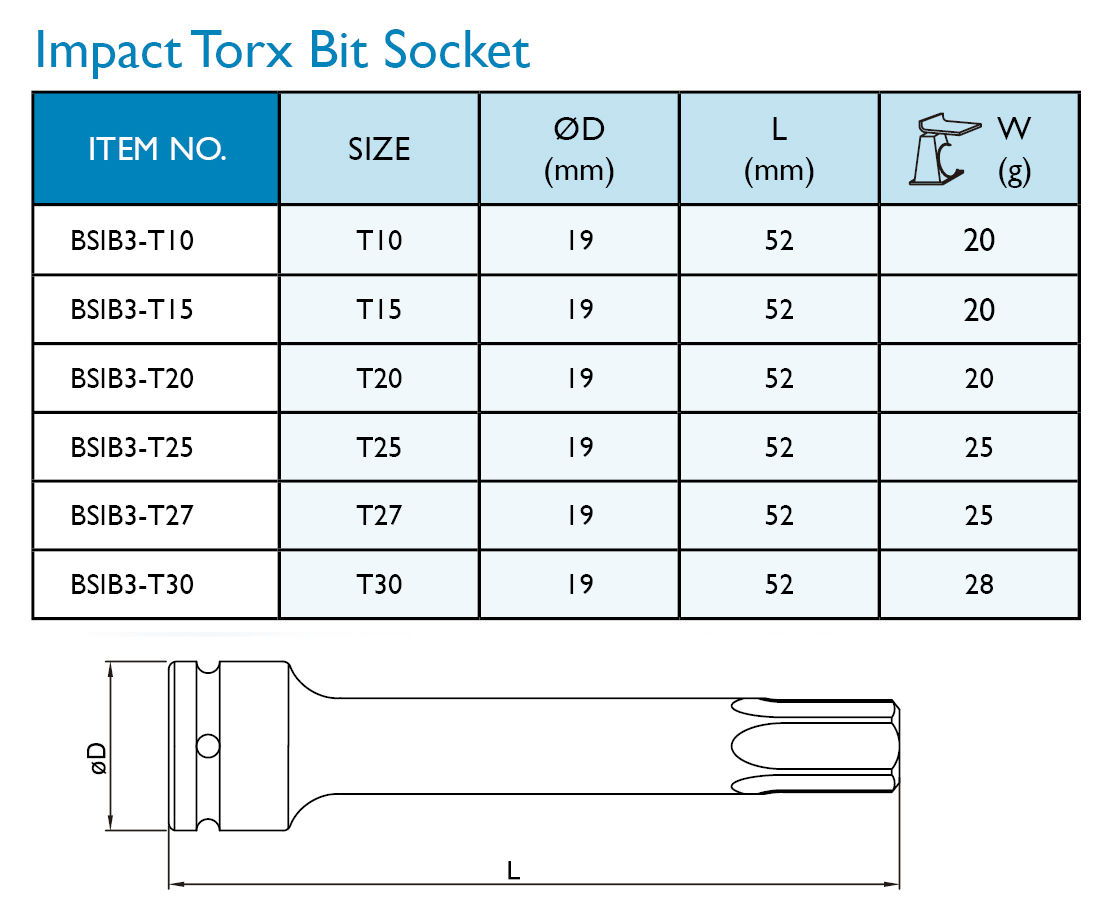 Impact Torx Bit Socket
ITEM NO. SIZE ØD (mm) L (mm) W (g)
BSIB3-T10 T10 19 52 20
BSIB3-T15 T15 19 52 20
BSIB3-T20 T20 19 52 20
BSIB3-T25 T25 19 52 25
BSIB3-T27 T27 19 52 25
BSIB3-T30 T30 19 52 28
øD
L